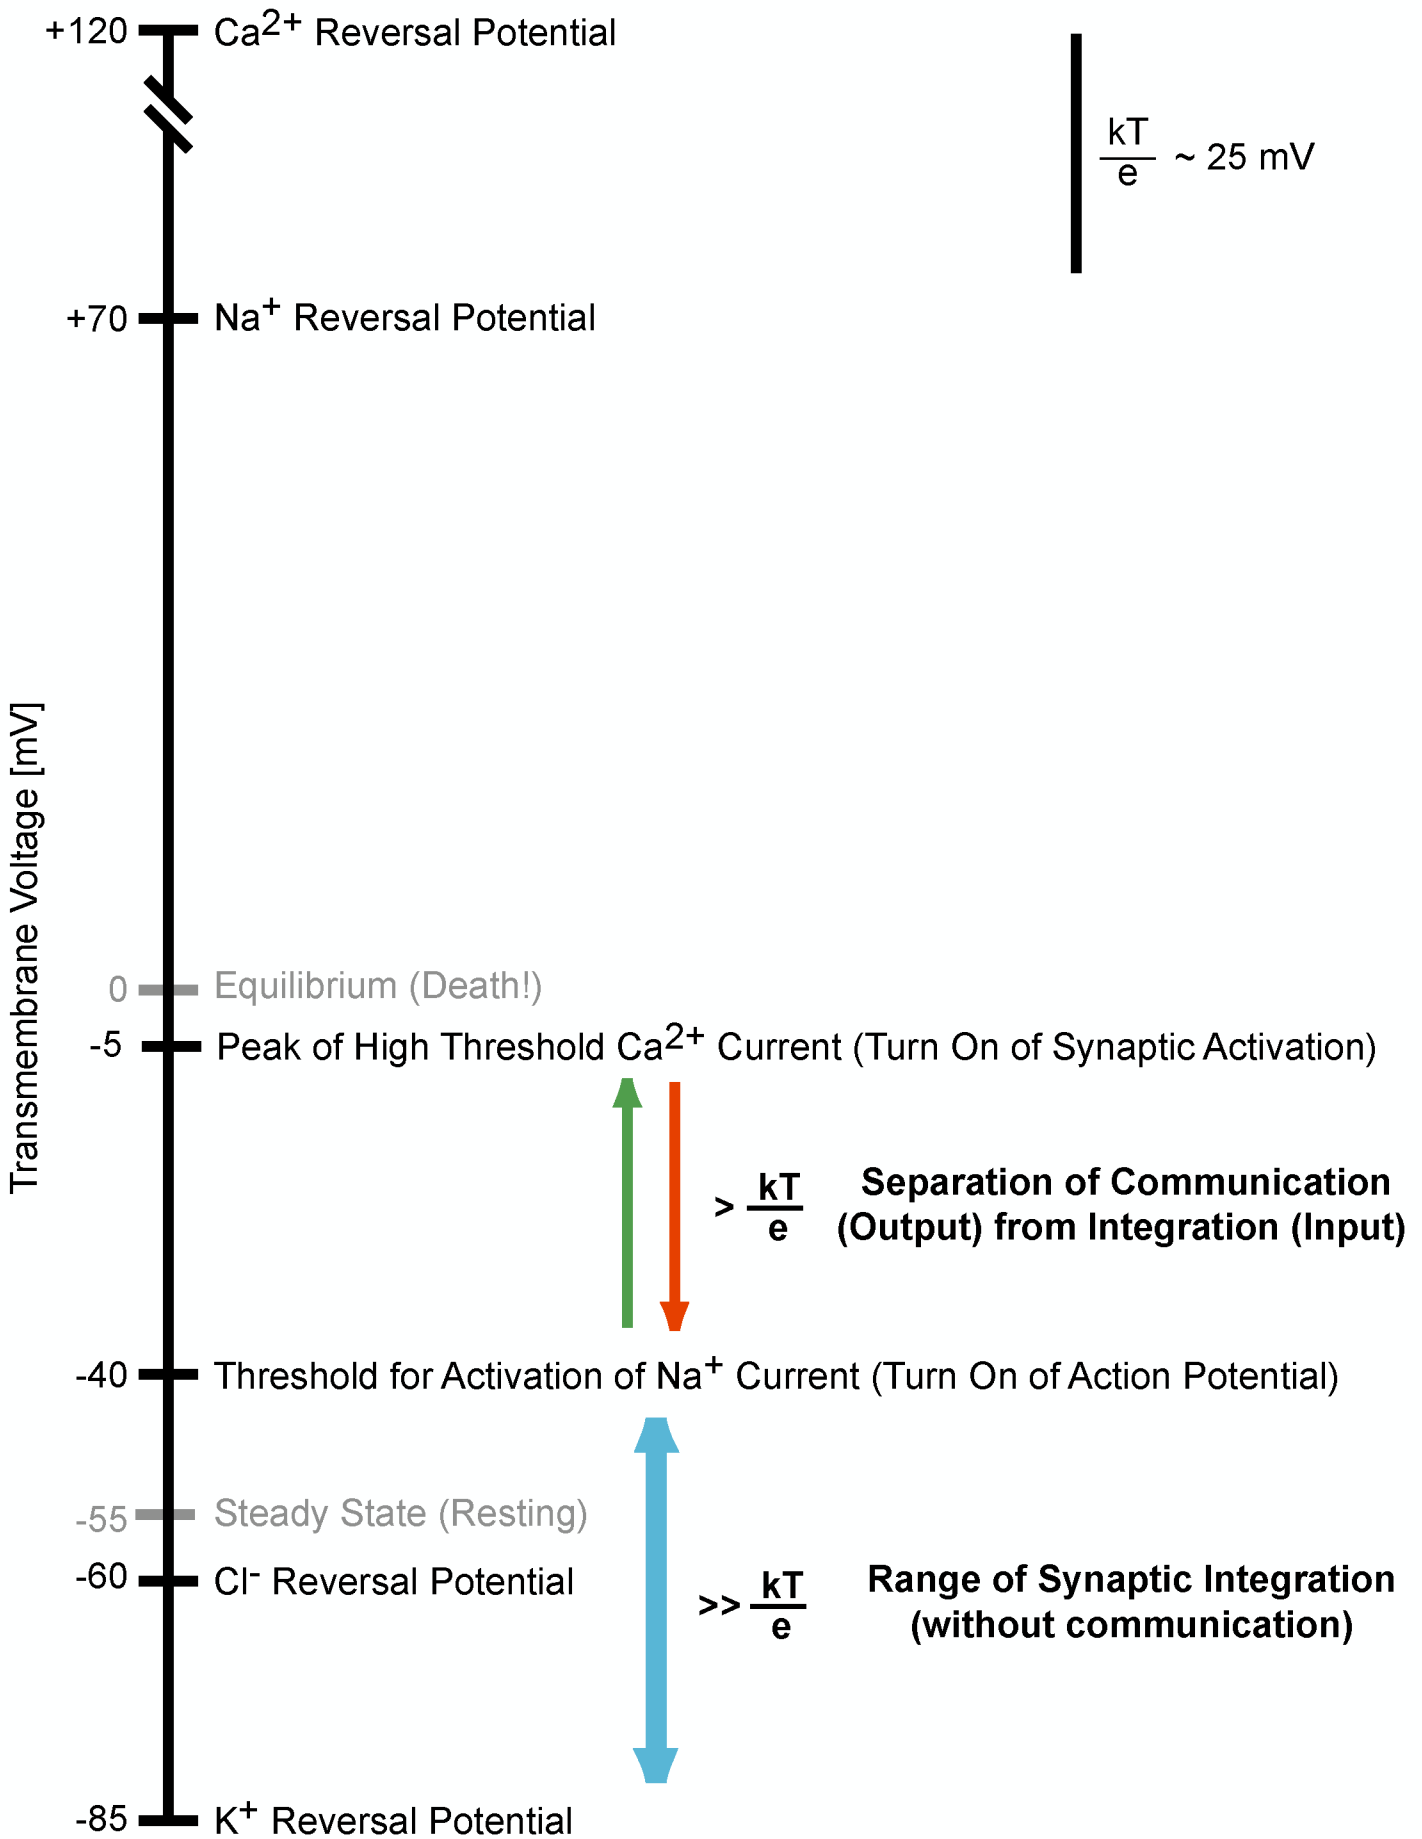 +120 Ca2+ Reversal Potential
kT
e
~ 25 mV
+70 Na+ Reversal Potential
Transmembrane Voltage [mV]
0 Equilibrium (Death!)
-5 Peak of High Threshold Ca2+ Current (Turn On of Synaptic Activation)
> kT
e
Separation of Communication
(Output) from Integration (Input)
-40 Threshold for Activation of Na+ Current (Turn On of Action Potential)
-55 Steady State (Resting)
-60 Cl- Reversal Potential
>> kT
e
Range of Synaptic Integration
(without communication)
-85 K+ Reversal Potential